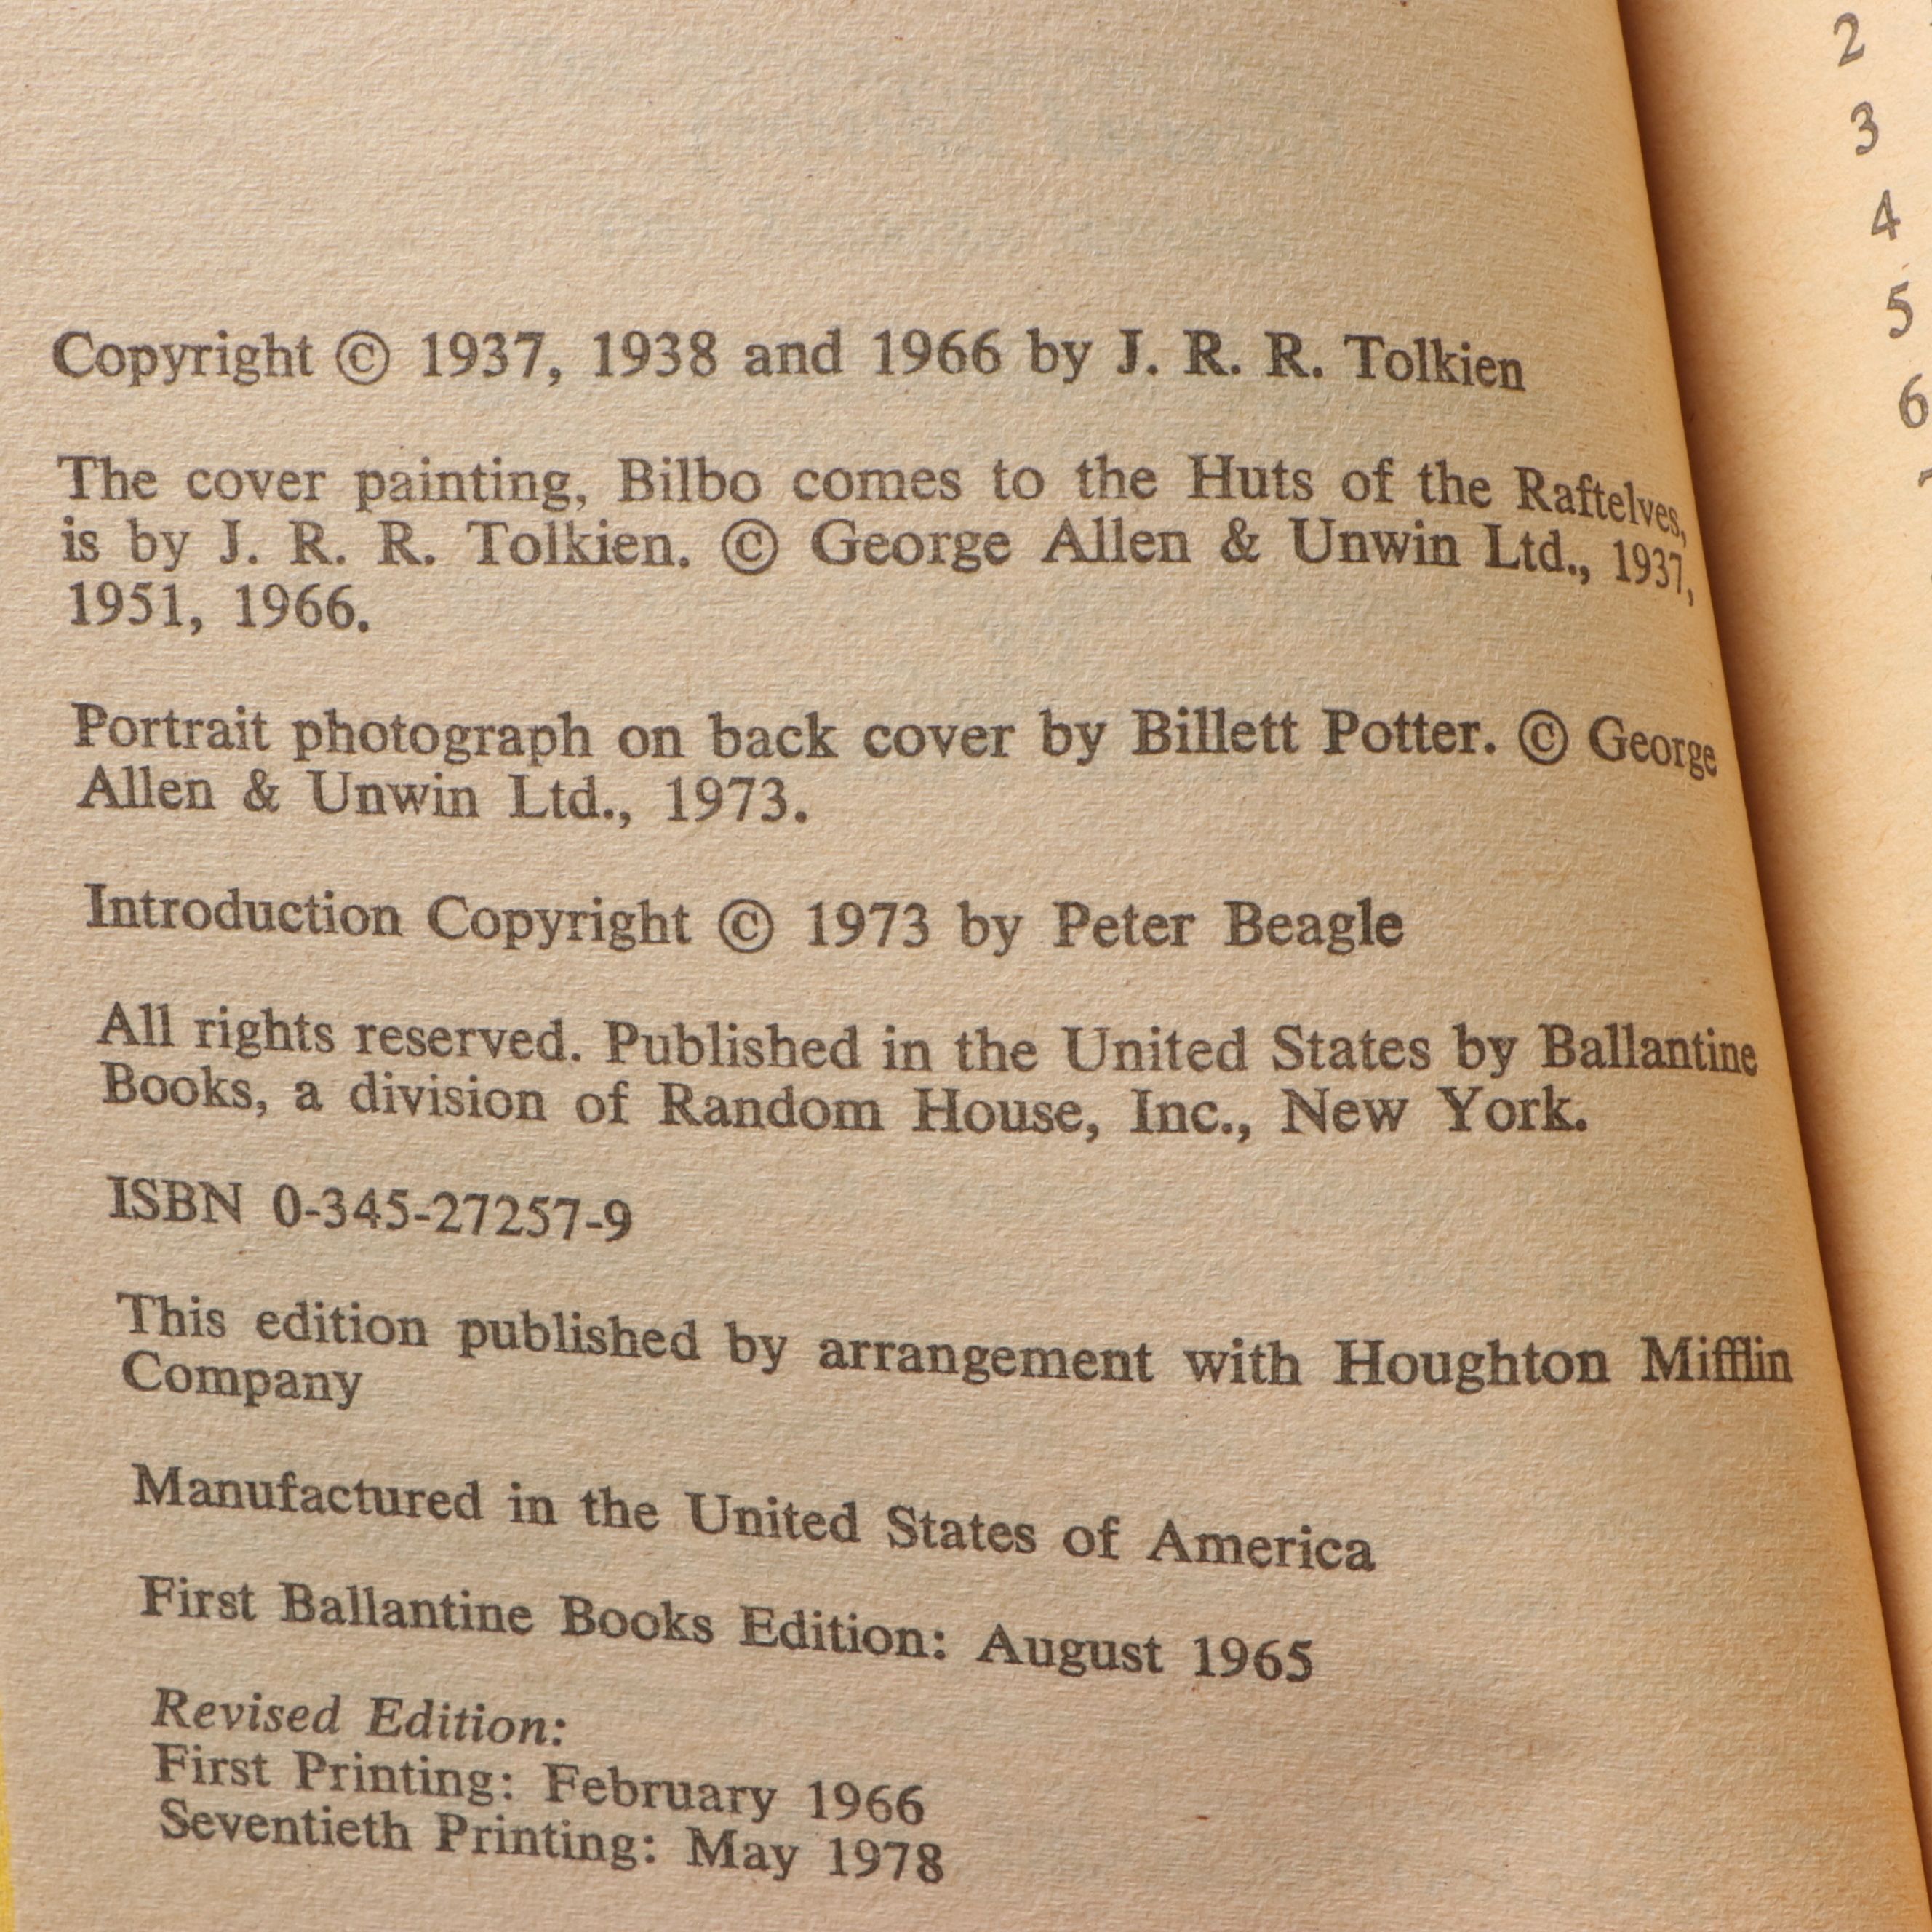 Copyright © 1937, 1938 and 1966 by J. R. R. Tolkien
The cover painting, Bilbo comes to the Huts of the Raftelves,
is by J. R. R. Tolkien. © George Allen & Unwin Ltd., 1937,
1951, 1966.
Portrait photograph on back cover by Billett Potter. © George
Allen & Unwin Ltd., 1973.
Introduction Copyright © 1973 by Peter Beagle
All rights reserved. Published in the United States by Ballantine
Books, a division of Random House, Inc., New York.
ISBN 0-345-27257-9
This edition published by arrangement with Houghton Mifflin
Company
Manufactured in the United States of America
First Ballantine Books Edition: August 1965
Revised Edition:
First Printing: February 1966
Seventieth Printing: May 1978
2
3
4
5
6